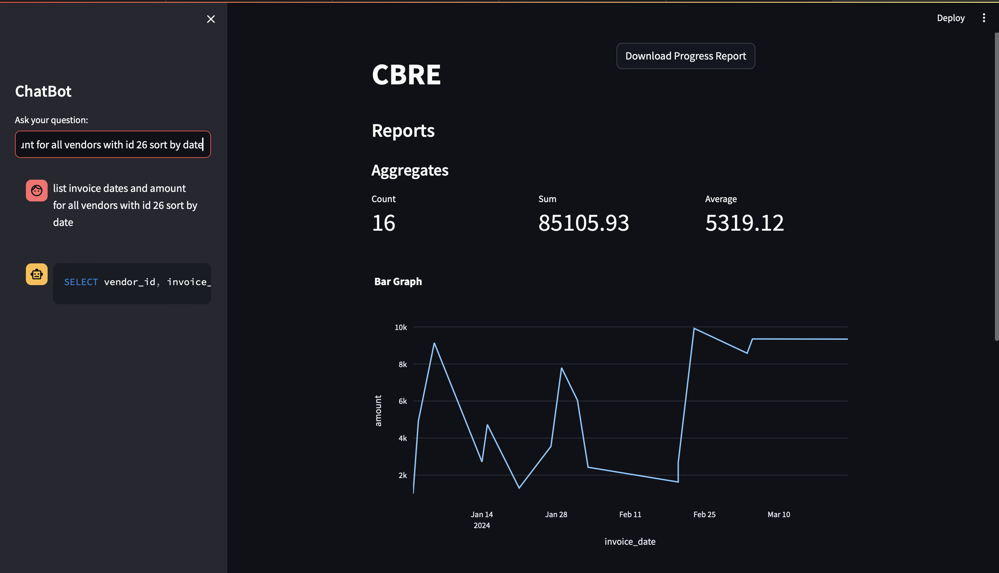 Deploy
Download Progress Report
ChatBot
Ask your question:
for all vendors with id 26 sort by date
list invoice dates and amount
for all vendors with id 26 sort by
date
SELECT vendor_id, invoice_
CBRE
Reports
Aggregates
Count
Sum
Average
16
85105.93
5319.12
Bar Graph
10k
8k
6k
4k
2k
amount
Jan 14
2024
Jan 28
Feb 11
Feb 25
Mar 10
invoice_date